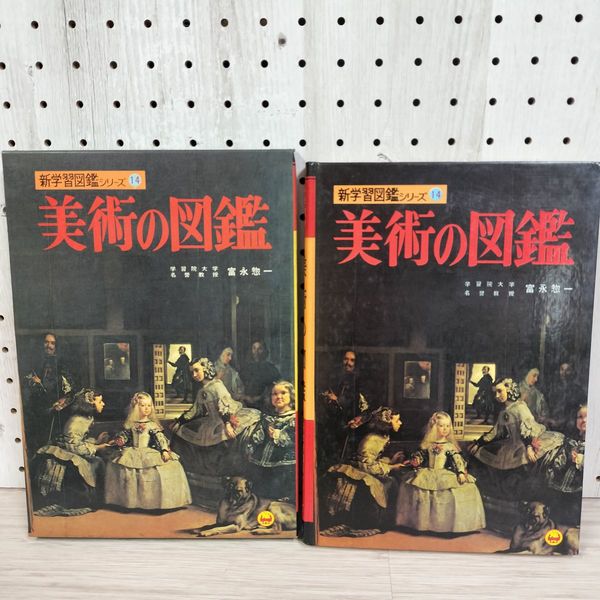 新学習図鑑シリーズ 14
美術の図鑑
学習院大学
名誉教授 富永惣一
新学習図鑑シリーズ 14
美術の図鑑
学習院大学
名誉教授 富永惣一